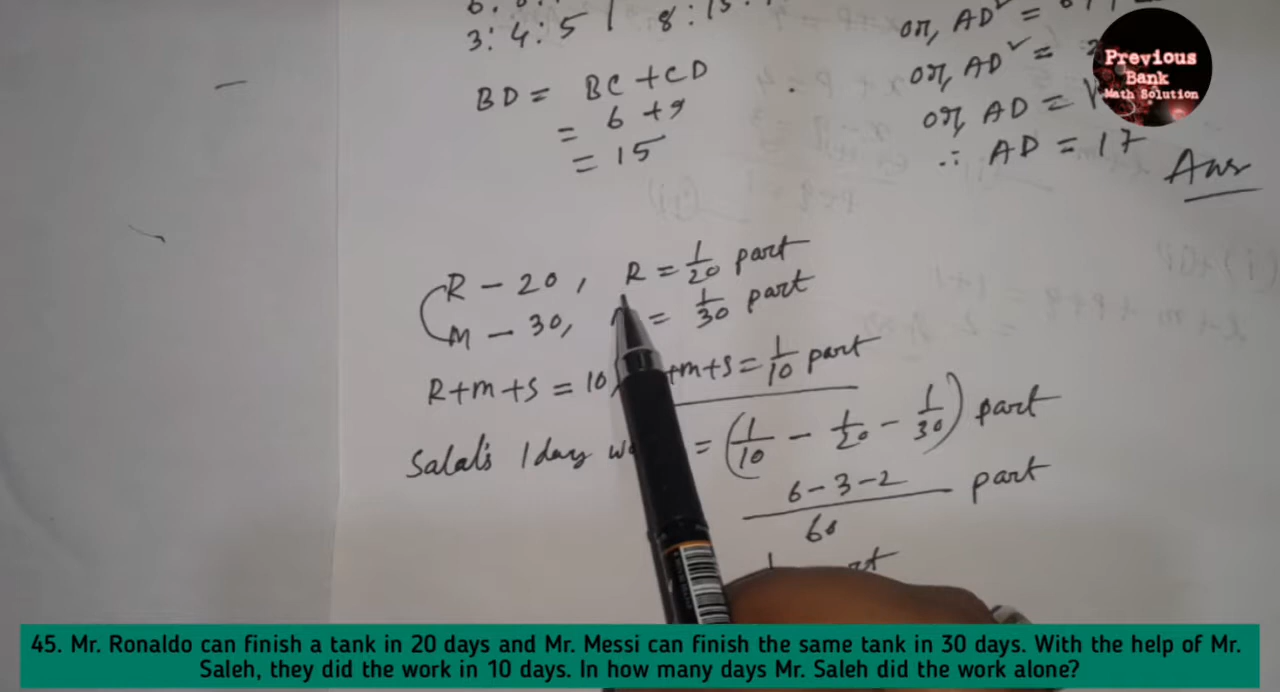 3:4:5 | 8:15:
BD = BC + CD
= 6 + 9
= 15
or, AD² =
or, AD² =
or, AD = √
∴ AD = 17
Ans
Previous
Bank
Math Solution
R - 20, R = 1/20 part
M - 30, = 1/30 part
R+m+s = 10, +m+s = 1/10 part
Salal's 1 day = (1/10 - 1/20 - 1/30) part
6-3-2/60 part
45. Mr. Ronaldo can finish a tank in 20 days and Mr. Messi can finish the same tank in 30 days. With the help of Mr.
Saleh, they did the work in 10 days. In how many days Mr. Saleh did the work alone?